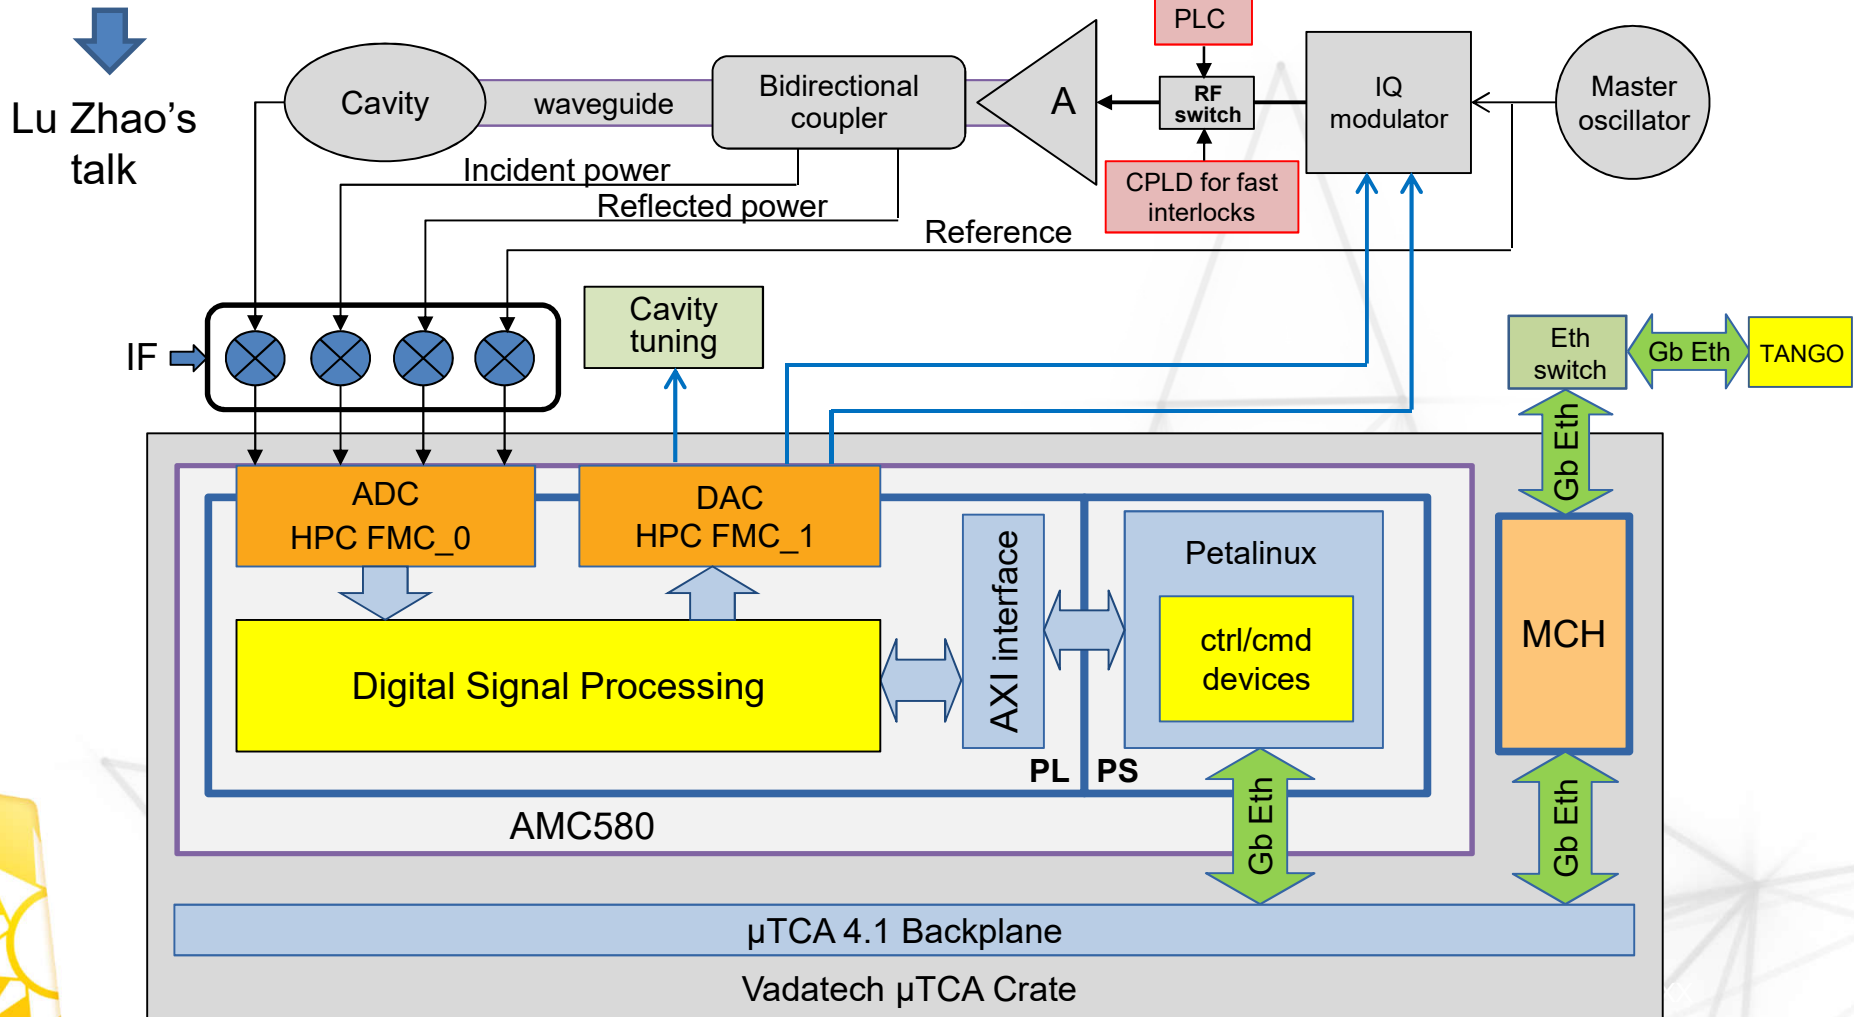 Lu Zhao's
talk
Cavity
waveguide
Bidirectional
coupler
A
PLC
RF
switch
CPLD for fast
interlocks
IQ
modulator
Master
oscillator
Incident power
Reflected power
Reference
IF
Cavity
tuning
Eth
switch
Gb Eth
TANGO
Gb Eth
ADC
HPC FMC_0
DAC
HPC FMC_1
AXI interface
Petalinux
ctrl/cmd
devices
MCH
Digital Signal Processing
PL
PS
AMC580
Gb Eth
Gb Eth
µTCA 4.1 Backplane
Vadatech µTCA Crate